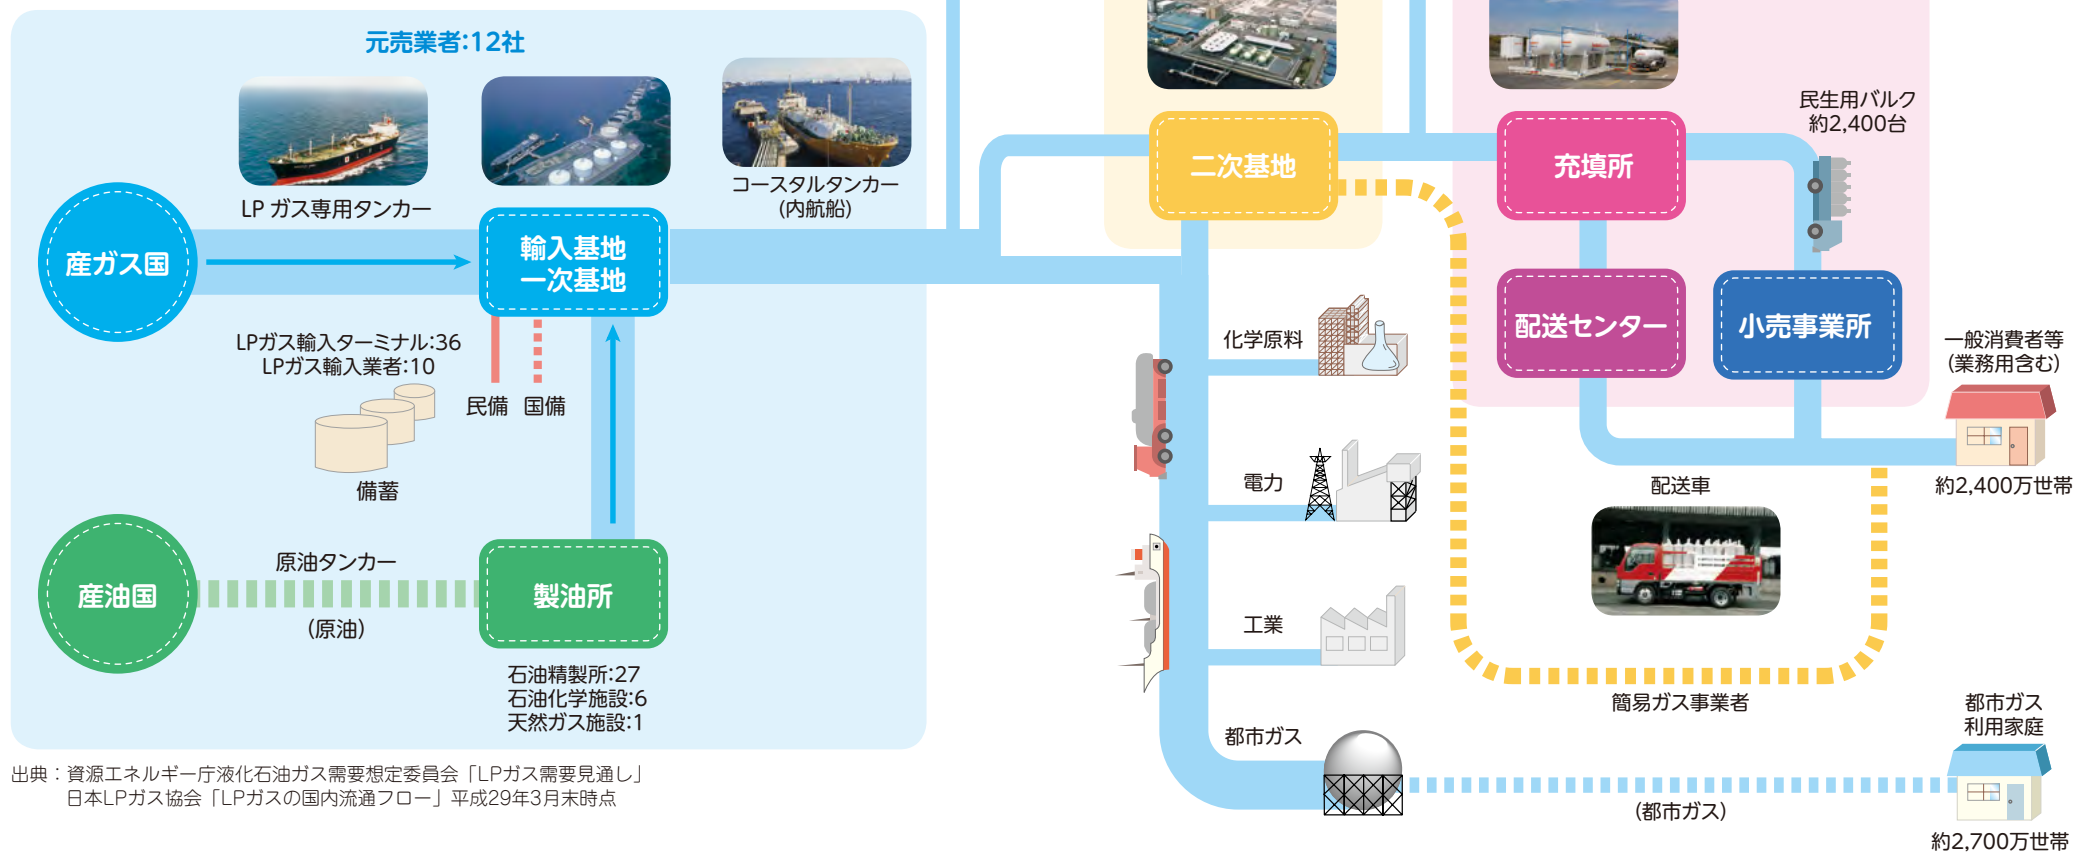 元売業者:12社
LP ガス専用タンカー
コースタルタンカー
(内航船)
産ガス国
輸入基地
一次基地
LPガス輸入ターミナル:36
LPガス輸入業者:10
民備
国備
備蓄
産油国
原油タンカー
(原油)
製油所
石油精製所:27
石油化学施設:6
天然ガス施設:1
二次基地
充填所
民生用バルク
約2,400台
配送センター
小売事業所
一般消費者等
(業務用含む)
約2,400万世帯
化学原料
電力
工業
都市ガス
配送車
簡易ガス事業者
(都市ガス)
都市ガス
利用家庭
約2,700万世帯
出典：資源エネルギー庁液化石油ガス需要想定委員会「LPガス需要見通し」
日本LPガス協会「LPガスの国内流通フロー」平成29年3月末時点